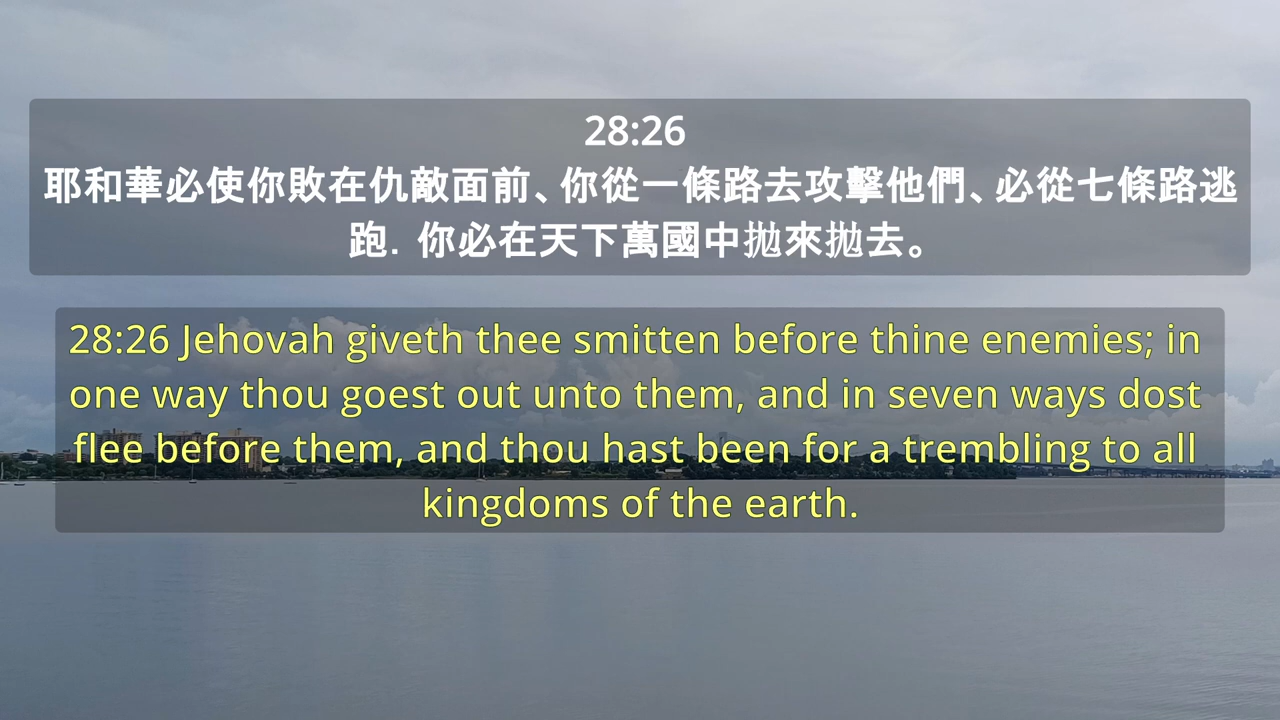 28:26
耶和華必使你敗在仇敵面前、你從一條路去攻擊他們、必從七條路逃
跑．你必在天下萬國中拋來拋去。
28:26 Jehovah giveth thee smitten before thine enemies; in
one way thou goest out unto them, and in seven ways dost
flee before them, and thou hast been for a trembling to all
kingdoms of the earth.